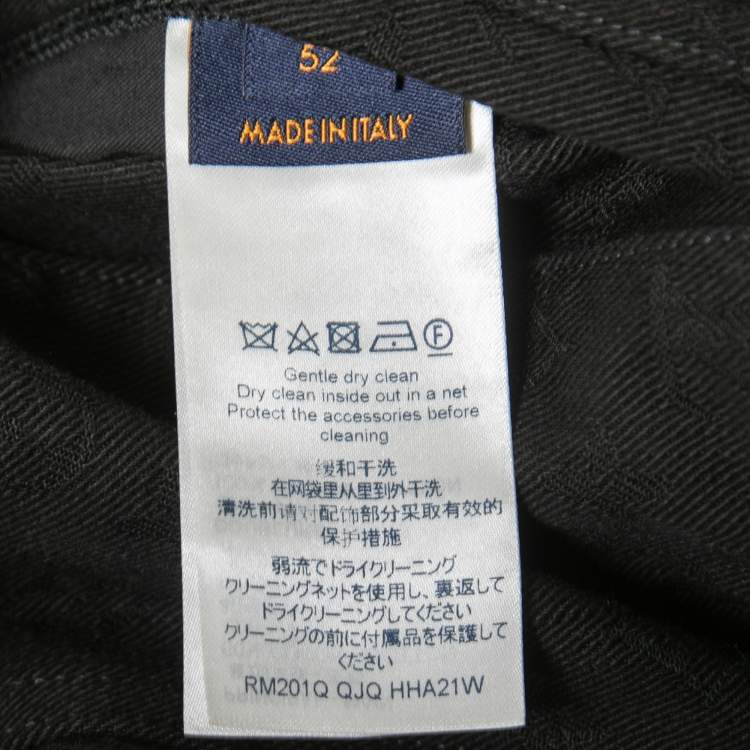 52
MADE IN ITALY
F
Gentle dry clean
Dry clean inside out in a net
Protect the accessories before
cleaning
缓和干洗
在网袋里从里到外干洗
清洗前请对配饰部分采取有效的
保护措施
弱流でドライクリーニング
クリーニングネットを使用し、裏返して
ドライクリーニングしてください
クリーニングの前に付属品を保護して
ください
RM201Q QJQ HHA21W